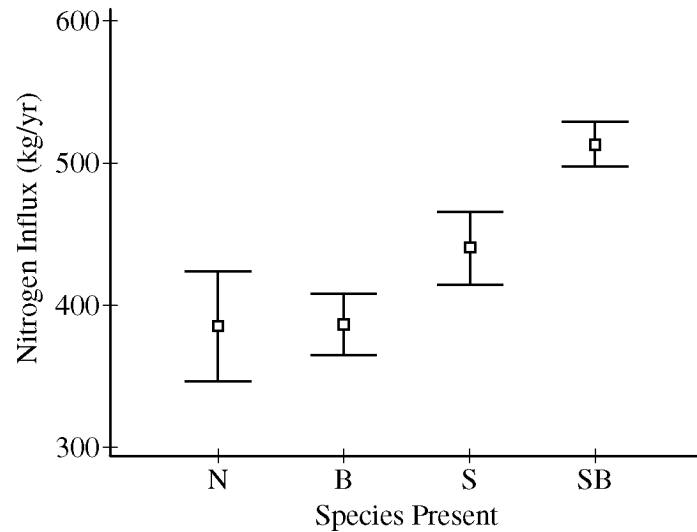 600
500
400
300
Nitrogen Influx (kg/yr)
N B S SB
Species Present